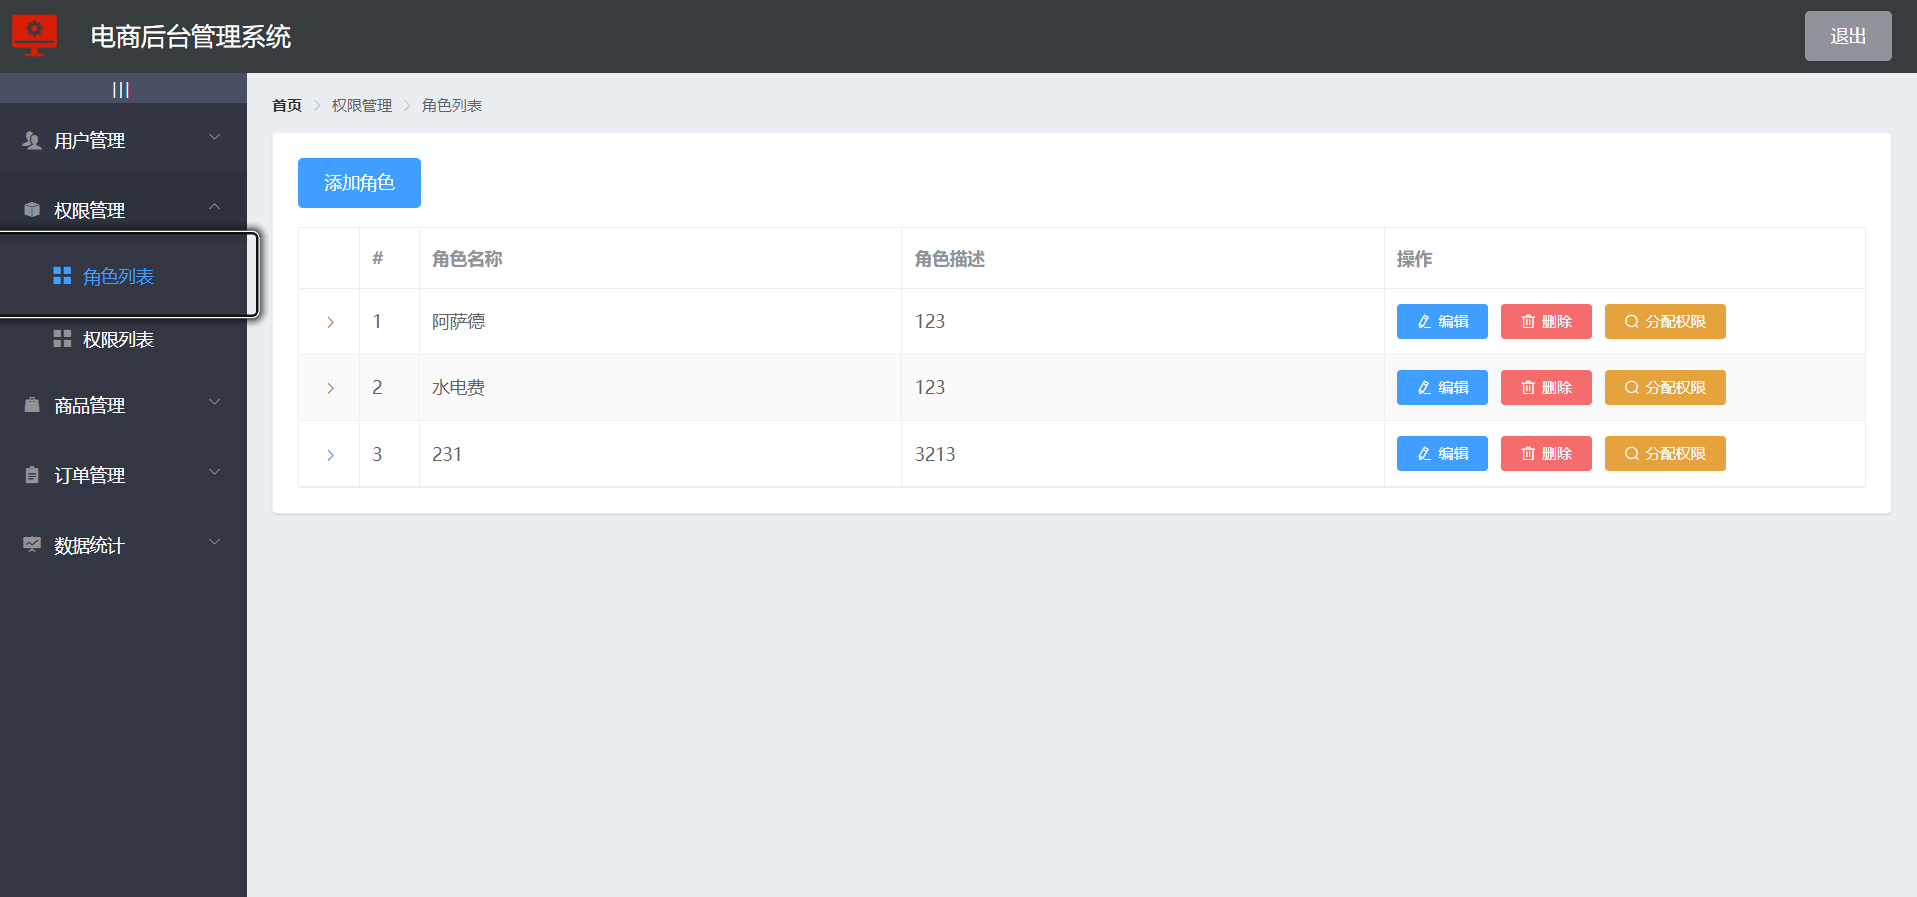 电商后台管理系统
退出
|||
用户管理
权限管理
角色列表
权限列表
商品管理
订单管理
数据统计
首页 > 权限管理 > 角色列表
添加角色
# 角色名称 角色描述 操作
1 阿萨德 123 编辑 删除 分配权限
2 水电费 123 编辑 删除 分配权限
3 231 3213 编辑 删除 分配权限